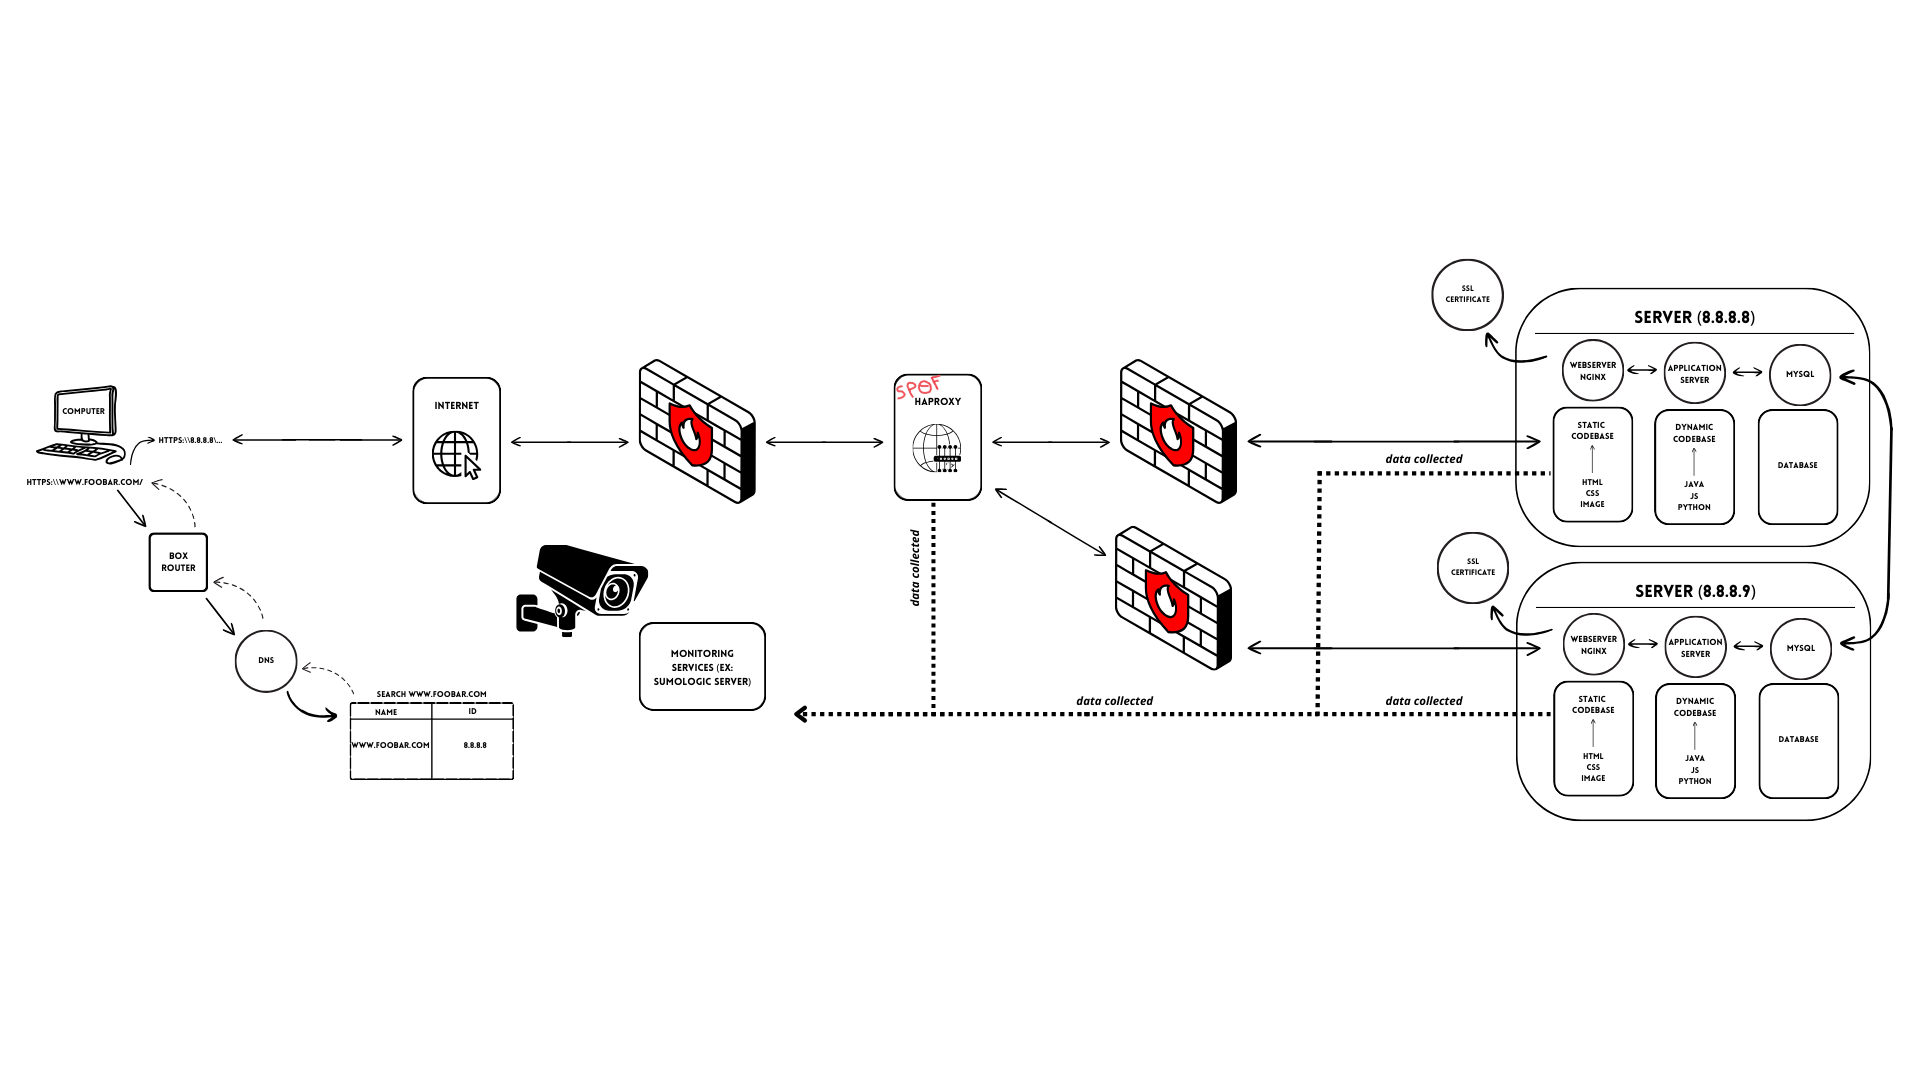 COMPUTER
HTTPS:\\8.8.8.8\...
HTTPS:\\WWW.FOOBAR.COM/
BOX
ROUTER
DNS
SEARCH WWW.FOOBAR.COM
NAME
ID
WWW.FOOBAR.COM
8.8.8.8
INTERNET
MONITORING
SERVICES (EX:
SUMOLOGIC SERVER)
SPOF
HAPROXY
data collected
data collected
data collected
data collected
SSL
CERTIFICATE
SERVER (8.8.8.8)
WEBSERVER
NGINX
APPLICATION
SERVER
MYSQL
STATIC
CODEBASE
HTML
CSS
IMAGE
DYNAMIC
CODEBASE
JAVA
JS
PYTHON
DATABASE
SSL
CERTIFICATE
SERVER (8.8.8.9)
WEBSERVER
NGINX
APPLICATION
SERVER
MYSQL
STATIC
CODEBASE
HTML
CSS
IMAGE
DYNAMIC
CODEBASE
JAVA
JS
PYTHON
DATABASE